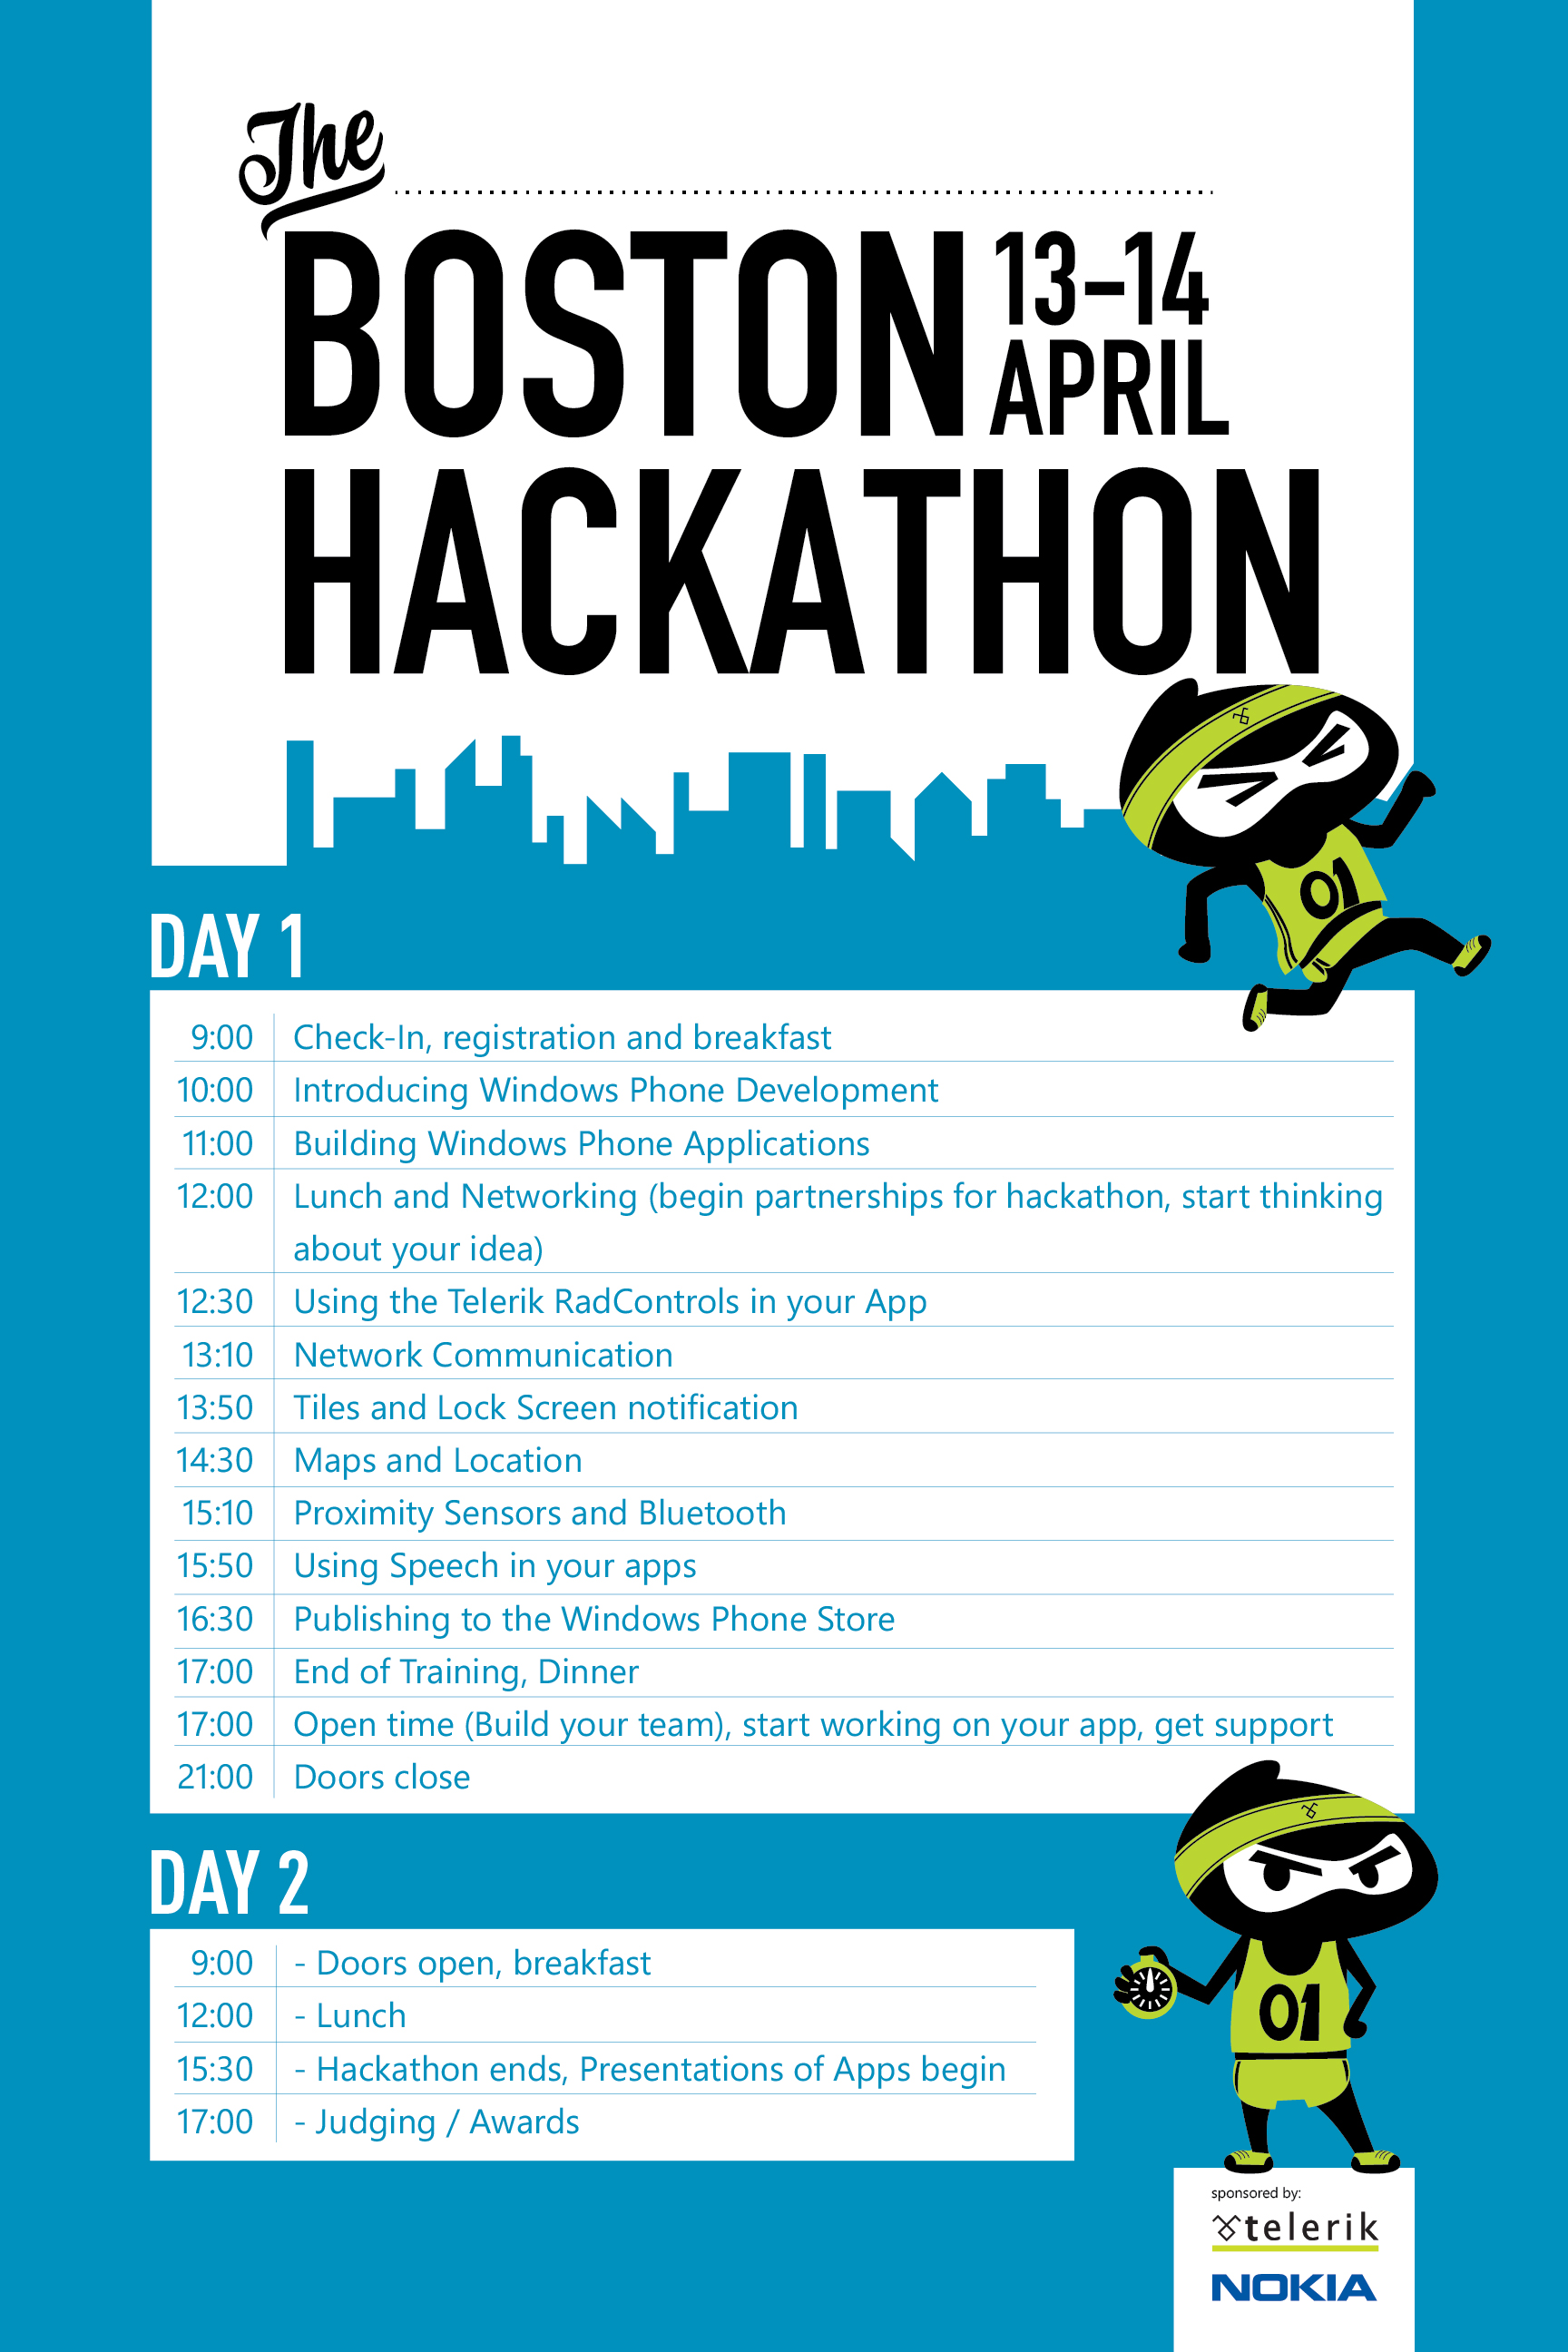 The
BOSTON
13–14
APRIL
HACKATHON
01
DAY 1
9:00 Check-In, registration and breakfast
10:00 Introducing Windows Phone Development
11:00 Building Windows Phone Applications
12:00 Lunch and Networking (begin partnerships for hackathon, start thinking
about your idea)
12:30 Using the Telerik RadControls in your App
13:10 Network Communication
13:50 Tiles and Lock Screen notification
14:30 Maps and Location
15:10 Proximity Sensors and Bluetooth
15:50 Using Speech in your apps
16:30 Publishing to the Windows Phone Store
17:00 End of Training, Dinner
17:00 Open time (Build your team), start working on your app, get support
21:00 Doors close
DAY 2
9:00 - Doors open, breakfast
12:00 - Lunch
15:30 - Hackathon ends, Presentations of Apps begin
17:00 - Judging / Awards
01
sponsored by:
telerik
NOKIA